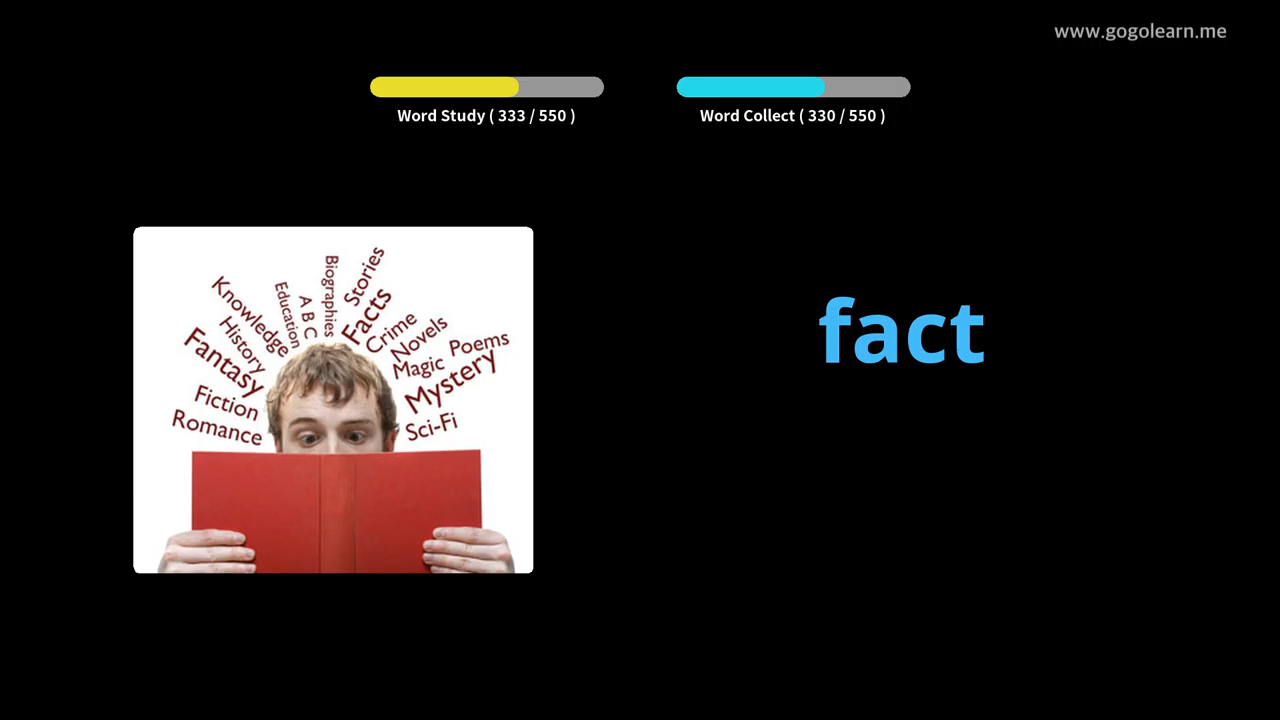 www.gogolearn.me
Word Study ( 333 / 550 )
Word Collect ( 330 / 550 )
Knowledge
Education
A B C
Biographies
Stories
Facts
History
Crime
Novels
Fantasy
Magic
Poems
Mystery
Fiction
Romance
Sci-Fi
fact